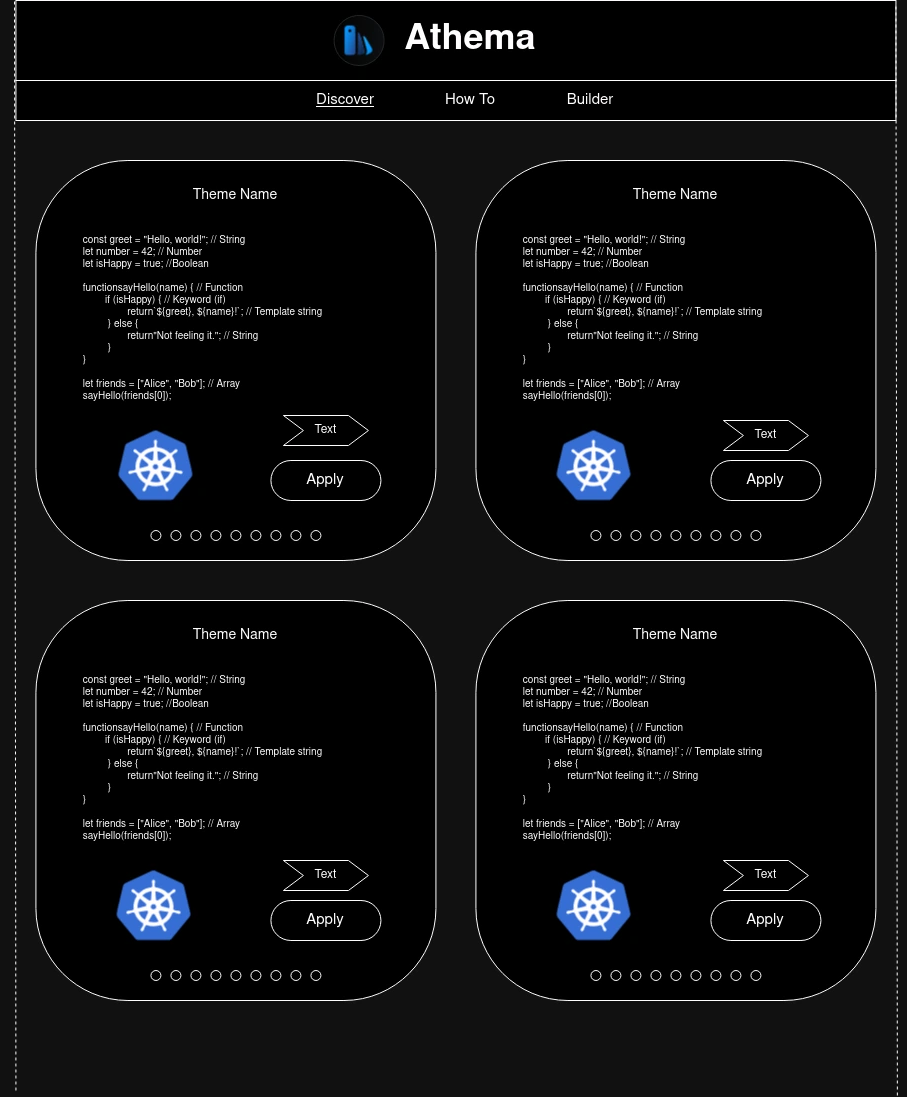 Athema
Discover How To Builder
Theme Name
const greet = "Hello, world!"; // String
let number = 42; // Number
let isHappy = true; //Boolean
functionsayHello(name) { // Function
if (isHappy) { // Keyword (if)
return`${greet}, ${name}!`; // Template string
} else {
return"Not feeling it."; // String
}
}
let friends = ["Alice", "Bob"]; // Array
sayHello(friends[0]);
Text
Apply
Theme Name
const greet = "Hello, world!"; // String
let number = 42; // Number
let isHappy = true; //Boolean
functionsayHello(name) { // Function
if (isHappy) { // Keyword (if)
return`${greet}, ${name}!`; // Template string
} else {
return"Not feeling it."; // String
}
}
let friends = ["Alice", "Bob"]; // Array
sayHello(friends[0]);
Text
Apply
Theme Name
const greet = "Hello, world!"; // String
let number = 42; // Number
let isHappy = true; //Boolean
functionsayHello(name) { // Function
if (isHappy) { // Keyword (if)
return`${greet}, ${name}!`; // Template string
} else {
return"Not feeling it."; // String
}
}
let friends = ["Alice", "Bob"]; // Array
sayHello(friends[0]);
Text
Apply
Theme Name
const greet = "Hello, world!"; // String
let number = 42; // Number
let isHappy = true; //Boolean
functionsayHello(name) { // Function
if (isHappy) { // Keyword (if)
return`${greet}, ${name}!`; // Template string
} else {
return"Not feeling it."; // String
}
}
let friends = ["Alice", "Bob"]; // Array
sayHello(friends[0]);
Text
Apply